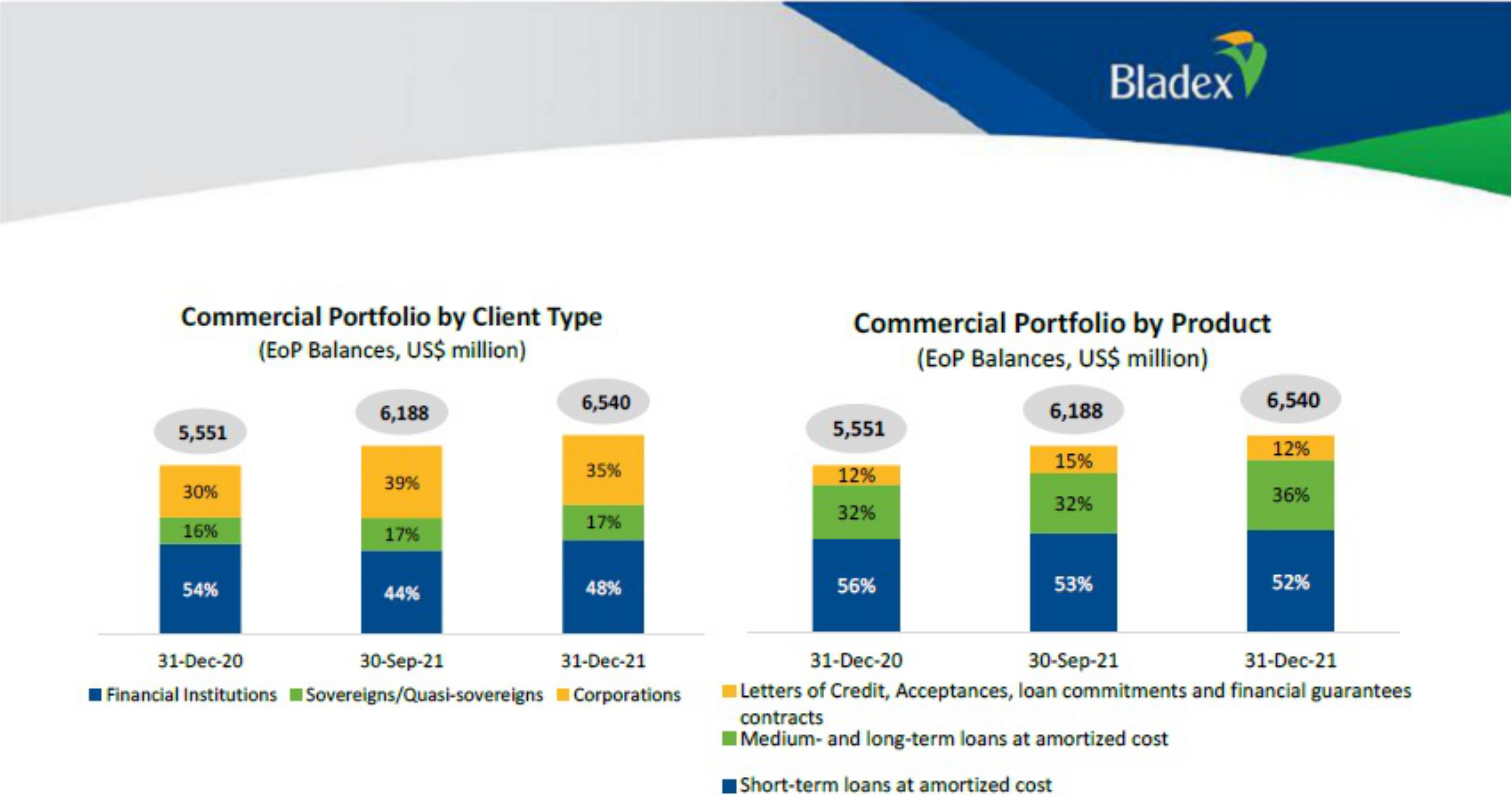 Bladex
Commercial Portfolio by Client Type
(EoP Balances, US$ million)
5,551
6,188
6,540
30%
39%
35%
16%
17%
17%
54%
44%
48%
31-Dec-20
30-Sep-21
31-Dec-21
Financial Institutions
Sovereigns/Quasi-sovereigns
Corporations
Commercial Portfolio by Product
(EoP Balances, US$ million)
5,551
6,188
6,540
12%
15%
12%
32%
32%
36%
56%
53%
52%
31-Dec-20
30-Sep-21
31-Dec-21
Letters of Credit, Acceptances, loan commitments and financial guarantees
contracts
Medium- and long-term loans at amortized cost
Short-term loans at amortized cost